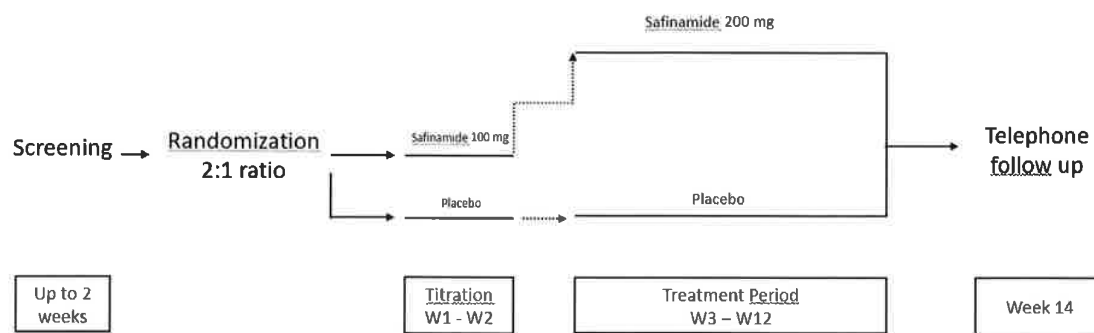 Safinamide 200 mg
Safinamide 100 mg
Screening
Randomization
2:1 ratio
Telephone
follow up
Placebo
Placebo
Up to 2
weeks
Titration
W1 - W2
Treatment Period
W3 – W12
Week 14